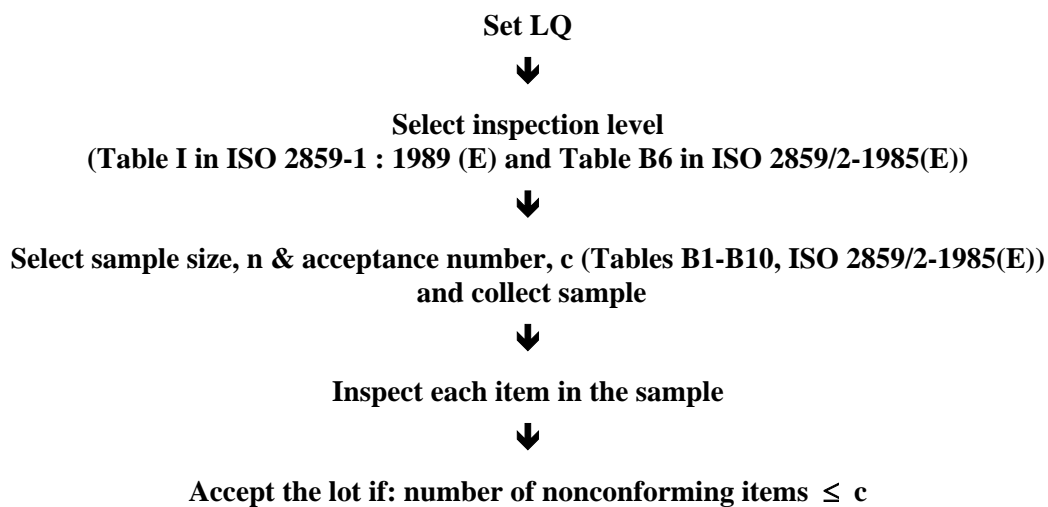 Set LQ
🡻
Select inspection level
(Table I in ISO 2859-1 : 1989 (E) and Table B6 in ISO 2859/2-1985(E))
🡻
Select sample size, n & acceptance number, c (Tables B1-B10, ISO 2859/2-1985(E))
and collect sample
🡻
Inspect each item in the sample
🡻
Accept the lot if: number of nonconforming items ≤ c